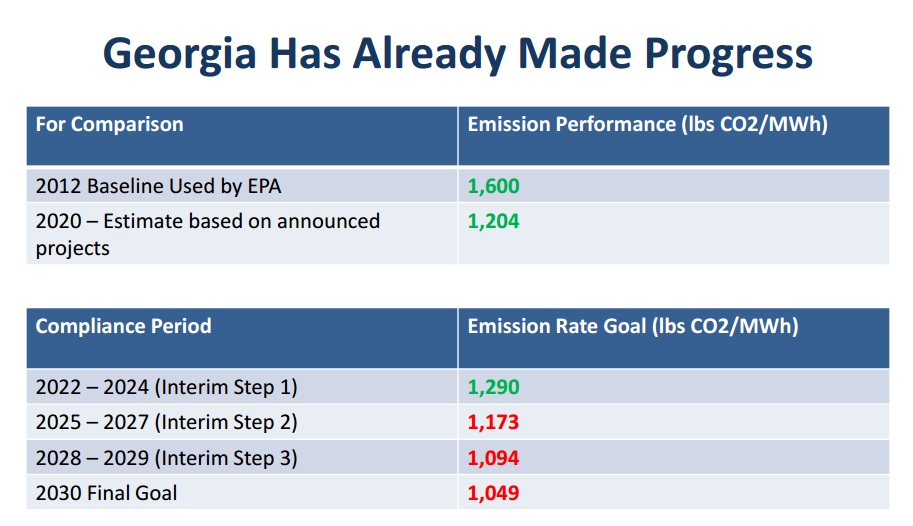 Georgia Has Already Made Progress
For Comparison
Emission Performance (lbs CO2/MWh)
2012 Baseline Used by EPA
1,600
2020 – Estimate based on announced
projects
1,204
Compliance Period
Emission Rate Goal (lbs CO2/MWh)
2022 – 2024 (Interim Step 1)
1,290
2025 – 2027 (Interim Step 2)
1,173
2028 – 2029 (Interim Step 3)
1,094
2030 Final Goal
1,049